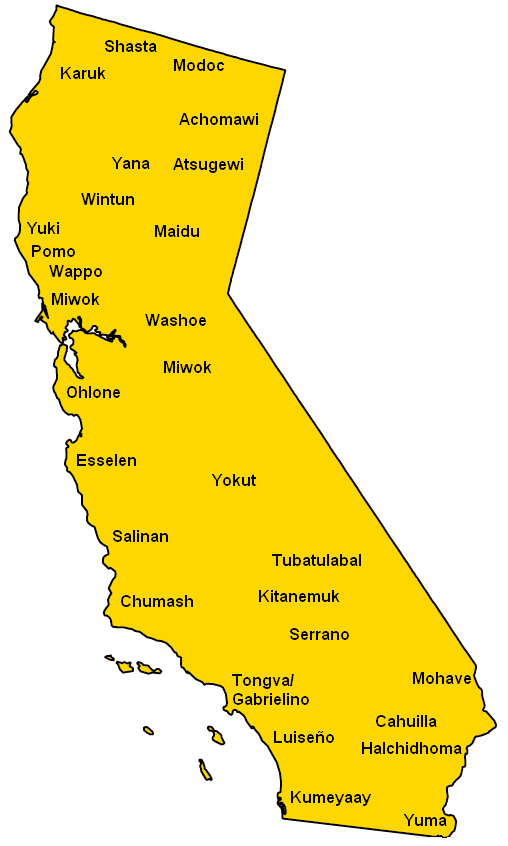 Shasta
Modoc
Karuk
Achomawi
Yana
Atsugewi
Wintun
Yuki
Maidu
Pomo
Wappo
Miwok
Washoe
Miwok
Ohlone
Esselen
Yokut
Salinan
Tubatulabal
Kitanemuk
Chumash
Serrano
Mohave
Tongva/
Gabrielino
Cahuilla
Luiseño
Halchidhoma
Kumeyaay
Yuma